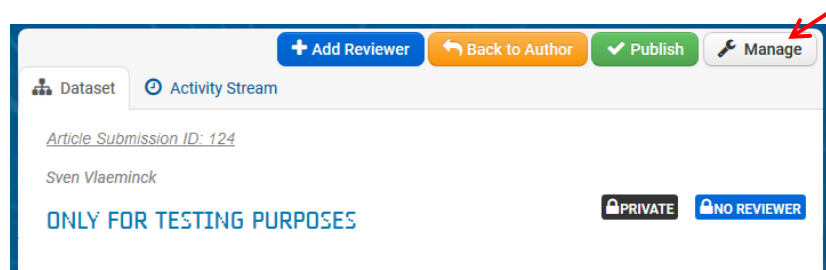 Add Reviewer Back to Author Publish Manage
Dataset Activity Stream
Article Submission ID: 124
Sven Vlaeminck
ONLY FOR TESTING PURPOSES PRIVATE NO REVIEWER